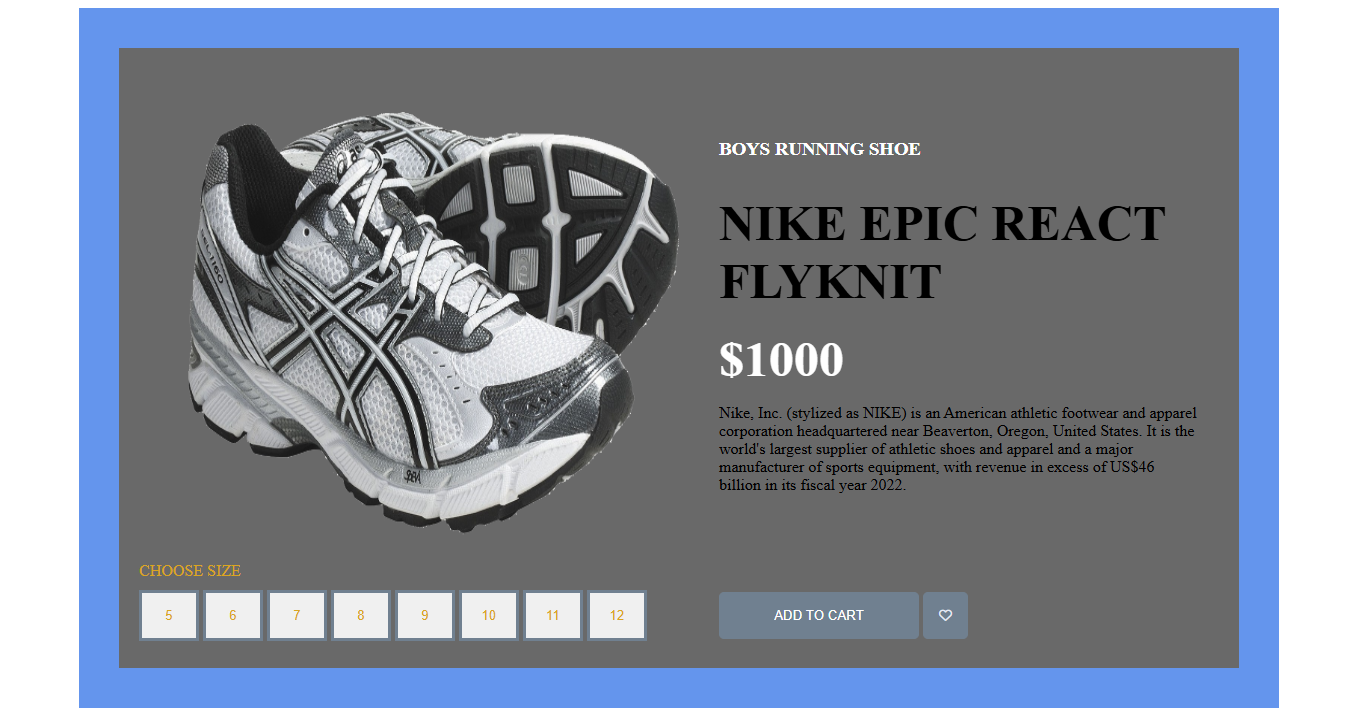 BOYS RUNNING SHOE
NIKE EPIC REACT
FLYKNIT
$1000
Nike, Inc. (stylized as NIKE) is an American athletic footwear and apparel
corporation headquartered near Beaverton, Oregon, United States. It is the
world's largest supplier of athletic shoes and apparel and a major
manufacturer of sports equipment, with revenue in excess of US$46
billion in its fiscal year 2022.
CHOOSE SIZE
5 6 7 8 9 10 11 12
ADD TO CART